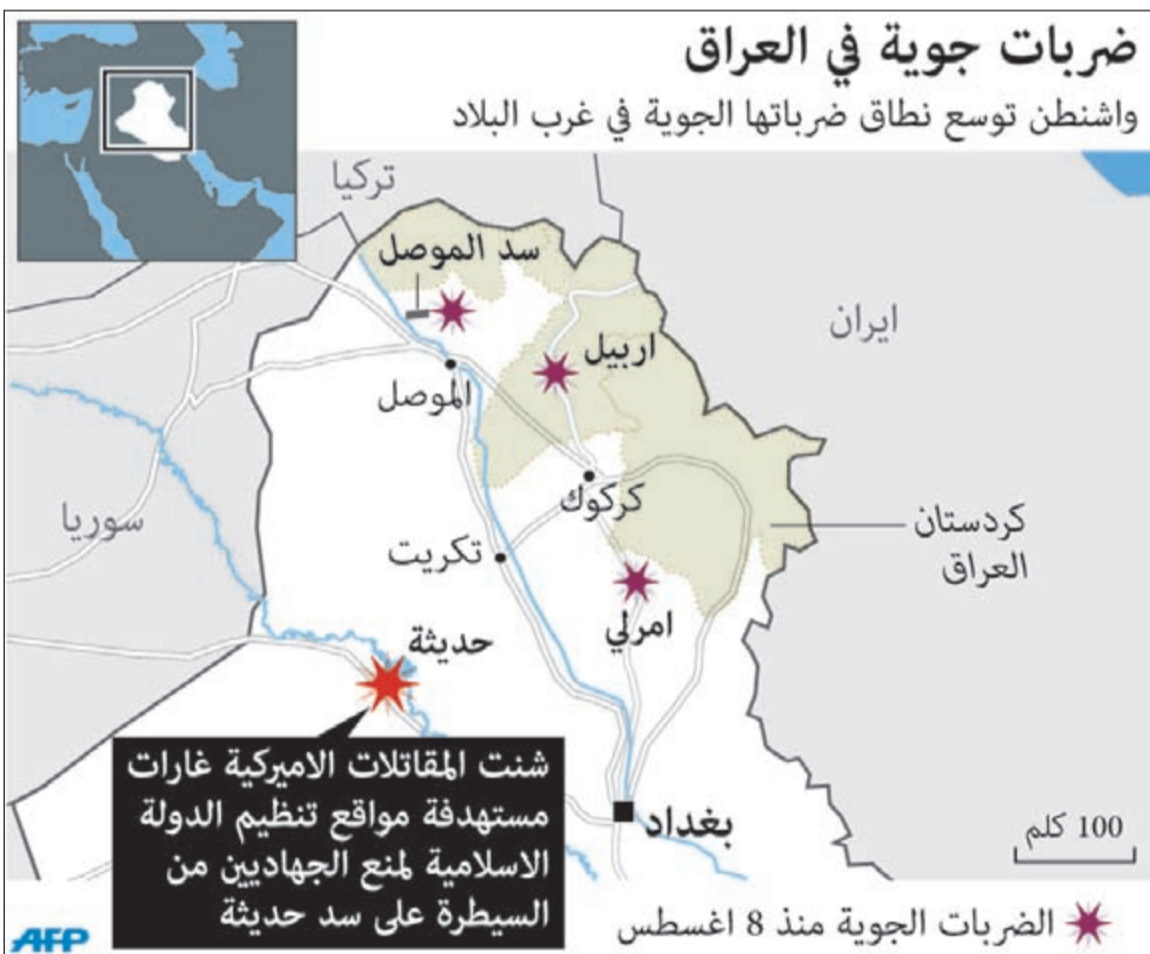 ضربات جوية في العراق
واشنطن توسع نطاق ضرباتها الجوية في غرب البلاد
تركيا
سد الموصل
ايران
اربيل
الموصل
كركوك
سوريا
كردستان
العراق
تكريت
امرلي
حديثة
شنت المقاتلات الاميركية غارات
مستهدفة مواقع تنظيم الدولة
الاسلامية لمنع الجهاديين من
السيطرة على سد حديثة
بغداد
100 كلم
الضربات الجوية منذ 8 اغسطس
AFP